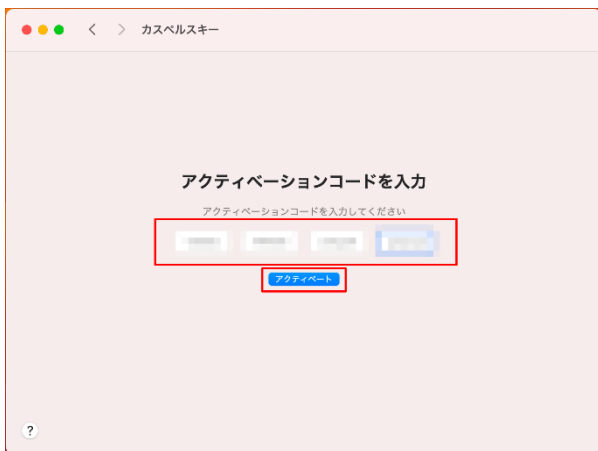 カスペルスキー
アクティベーションコードを入力
アクティベーションコードを入力してください
アクティベート
?